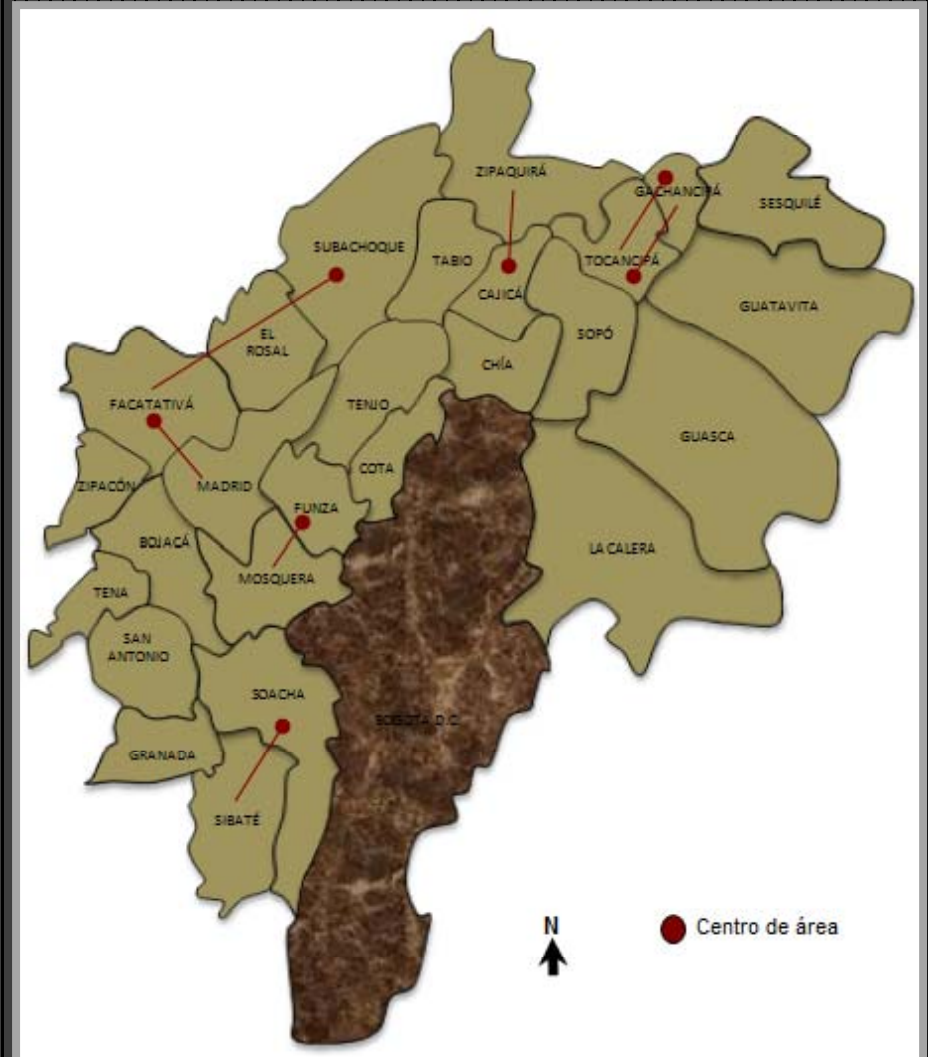 ZIPAQUIRÁ
GACHANCIPÁ
SESQUILÉ
SUBACHOQUE
TABIO
TOCANCIPÁ
CAJICÁ
GUATAVITA
EL
ROSAL
SOPÓ
CHÍA
FACATATIVÁ
TENJO
GUASCA
COTA
ZIPACÓN
MADRID
FUNZA
BOJACÁ
LA CALERA
MOSQUERA
TENA
SAN
ANTONIO
SOACHA
BOGOTA D.C.
GRANADA
SIBATÉ
N
Centro de área